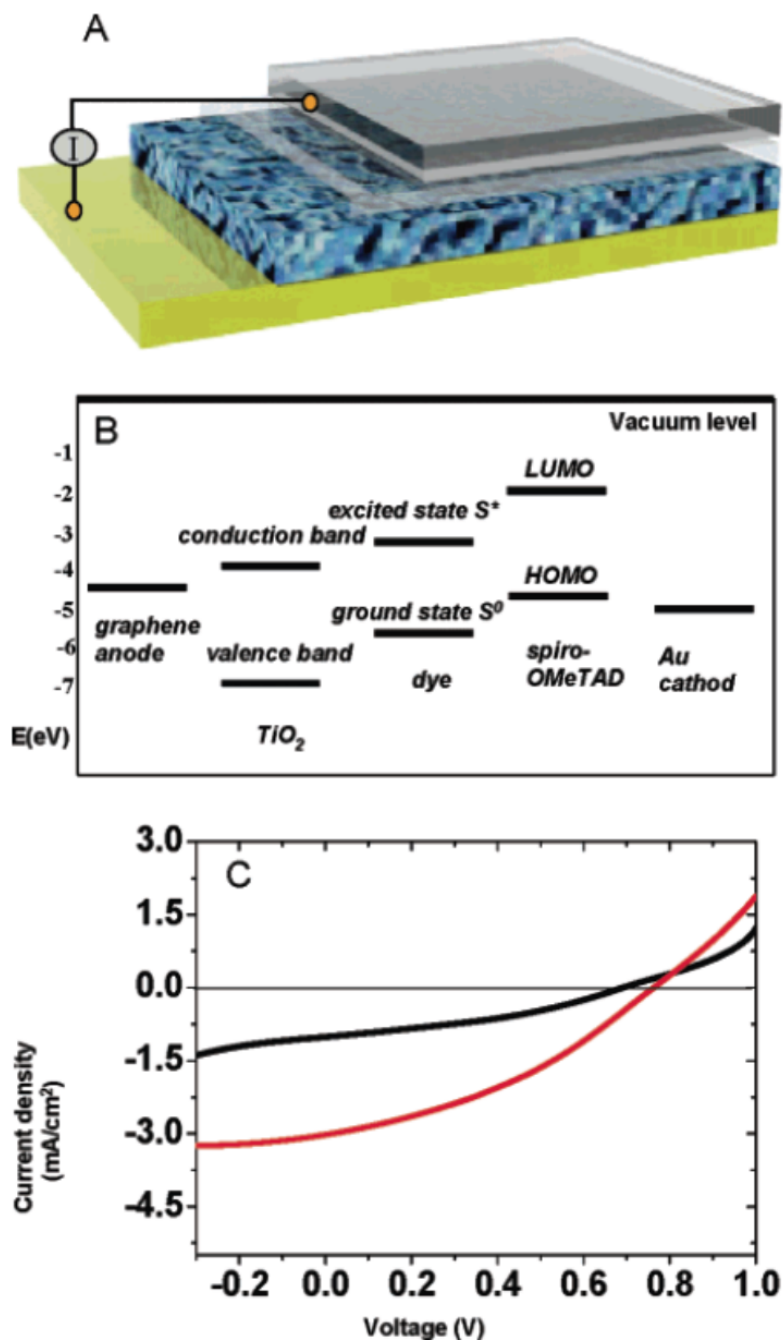 A
I
B
Vacuum level
-1
LUMO
-2
excited state S*
-3
conduction band
-4
HOMO
-5
ground state S⁰
graphene
anode
-6
valence band
spiro-
OMeTAD
Au
cathod
dye
-7
E(eV)
TiO₂
3.0
C
1.5
0.0
-1.5
-3.0
-4.5
Current density
(mA/cm²)
-0.2 0.0 0.2 0.4 0.6 0.8 1.0
Voltage (V)